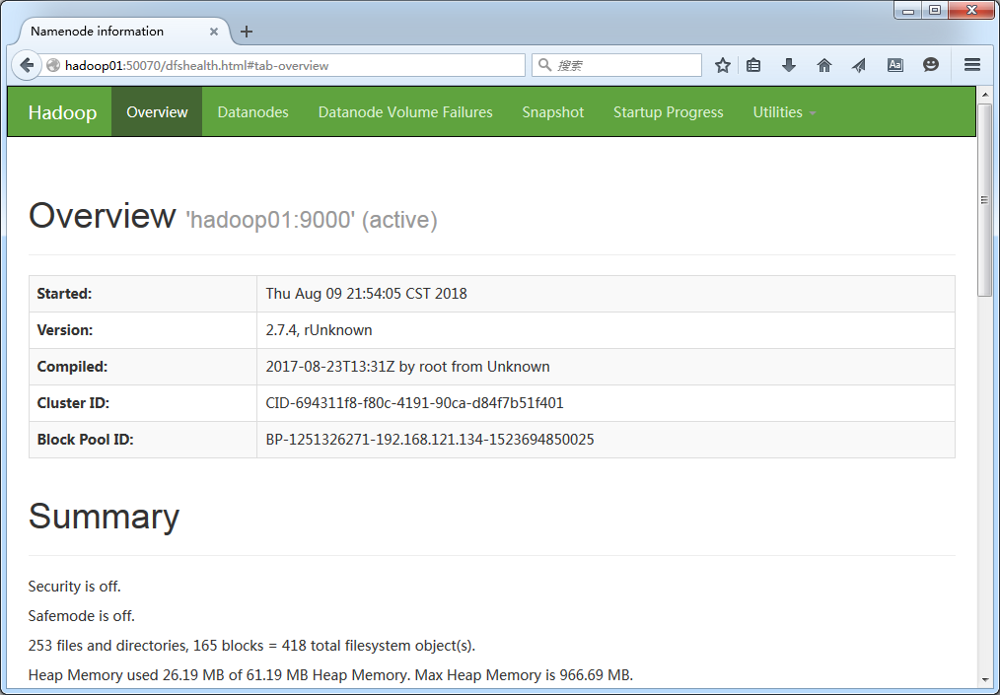 Namenode information
hadoop01:50070/dfshealth.html#tab-overview
搜索
Hadoop Overview Datanodes Datanode Volume Failures Snapshot Startup Progress Utilities
Overview 'hadoop01:9000' (active)
Started: Thu Aug 09 21:54:05 CST 2018
Version: 2.7.4, rUnknown
Compiled: 2017-08-23T13:31Z by root from Unknown
Cluster ID: CID-694311f8-f80c-4191-90ca-d84f7b51f401
Block Pool ID: BP-1251326271-192.168.121.134-1523694850025
Summary
Security is off.
Safemode is off.
253 files and directories, 165 blocks = 418 total filesystem object(s).
Heap Memory used 26.19 MB of 61.19 MB Heap Memory. Max Heap Memory is 966.69 MB.